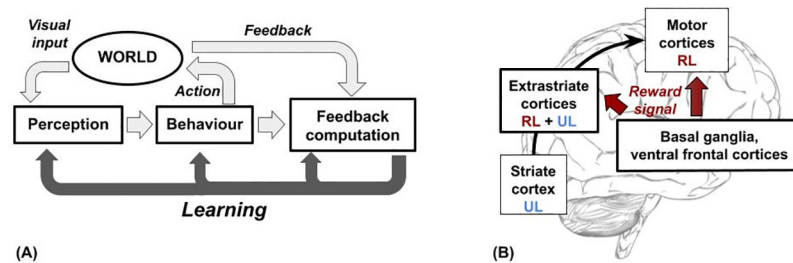 Visual
input
Feedback
WORLD
Action
Perception
Behaviour
Feedback
computation
Learning
(A)
Motor
cortices
RL
Extrastriate
cortices
RL + UL
Reward
signal
Basal ganglia,
ventral frontal cortices
Striate
cortex
UL
(B)